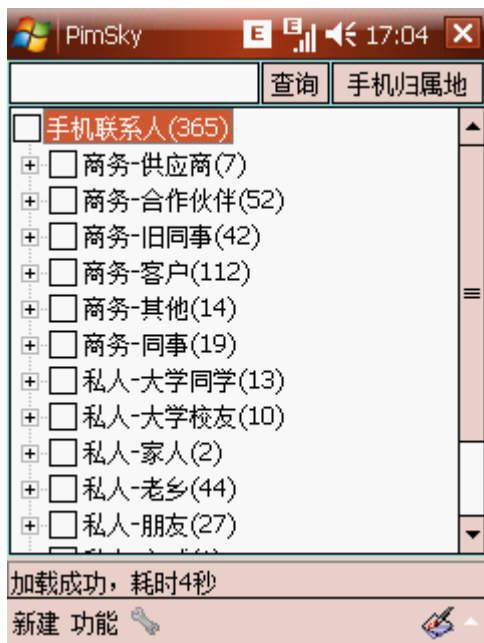 PimSky E E 17:04
查询 手机归属地
手机联系人(365)
商务-供应商(7)
商务-合作伙伴(52)
商务-旧同事(42)
商务-客户(112)
商务-其他(14)
商务-同事(19)
私人-大学同学(13)
私人-大学校友(10)
私人-家人(2)
私人-老乡(44)
私人-朋友(27)
加载成功，耗时4秒
新建 功能